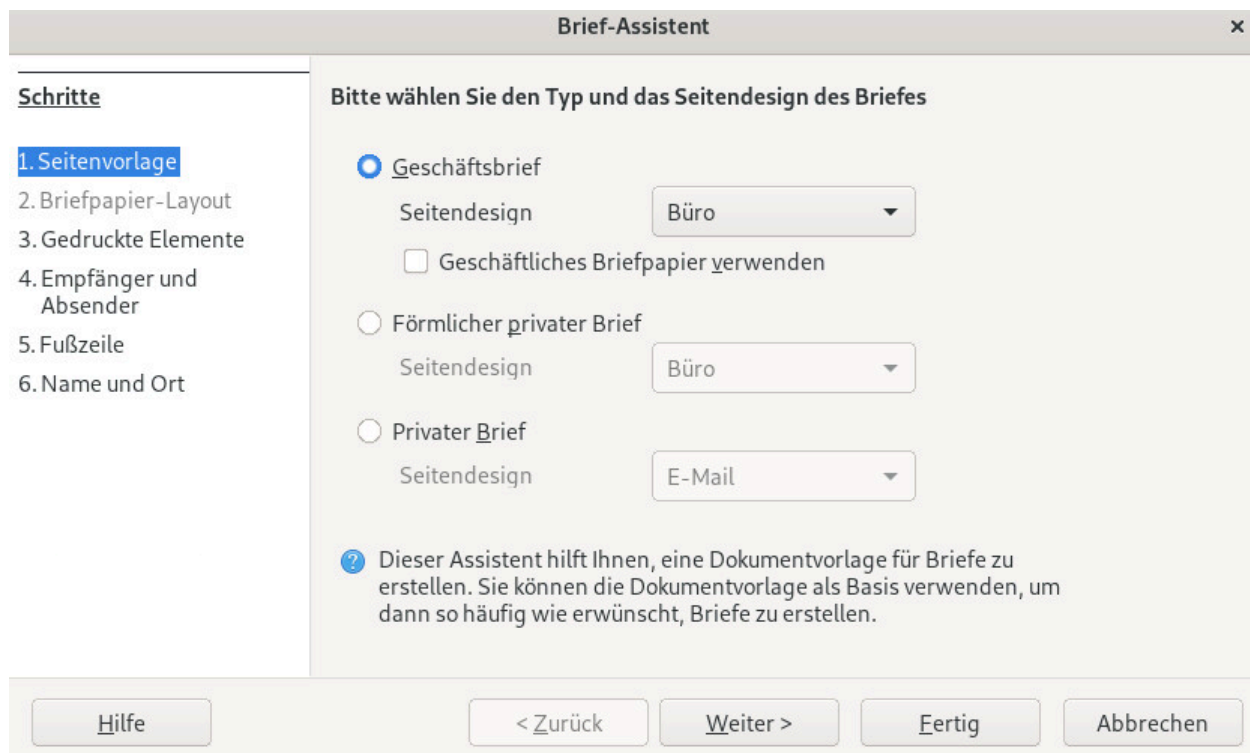 Brief-Assistent
Schritte
1. Seitenvorlage
2. Briefpapier-Layout
3. Gedruckte Elemente
4. Empfänger und
Absender
5. Fußzeile
6. Name und Ort
Bitte wählen Sie den Typ und das Seitendesign des Briefes
Geschäftsbrief
Seitendesign Büro
Geschäftliches Briefpapier verwenden
Förmlicher privater Brief
Seitendesign Büro
Privater Brief
Seitendesign E-Mail
Dieser Assistent hilft Ihnen, eine Dokumentvorlage für Briefe zu
erstellen. Sie können die Dokumentvorlage als Basis verwenden, um
dann so häufig wie erwünscht, Briefe zu erstellen.
Hilfe < Zurück Weiter > Fertig Abbrechen